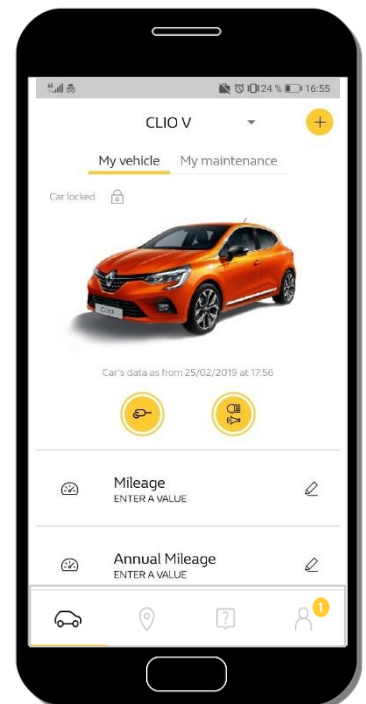 24 % 16:55
CLIO V
+
My vehicle My maintenance
Car locked
CLIO
Car's data as from 25/02/2019 at 17:56
Mileage
ENTER A VALUE
Annual Mileage
ENTER A VALUE
?
1